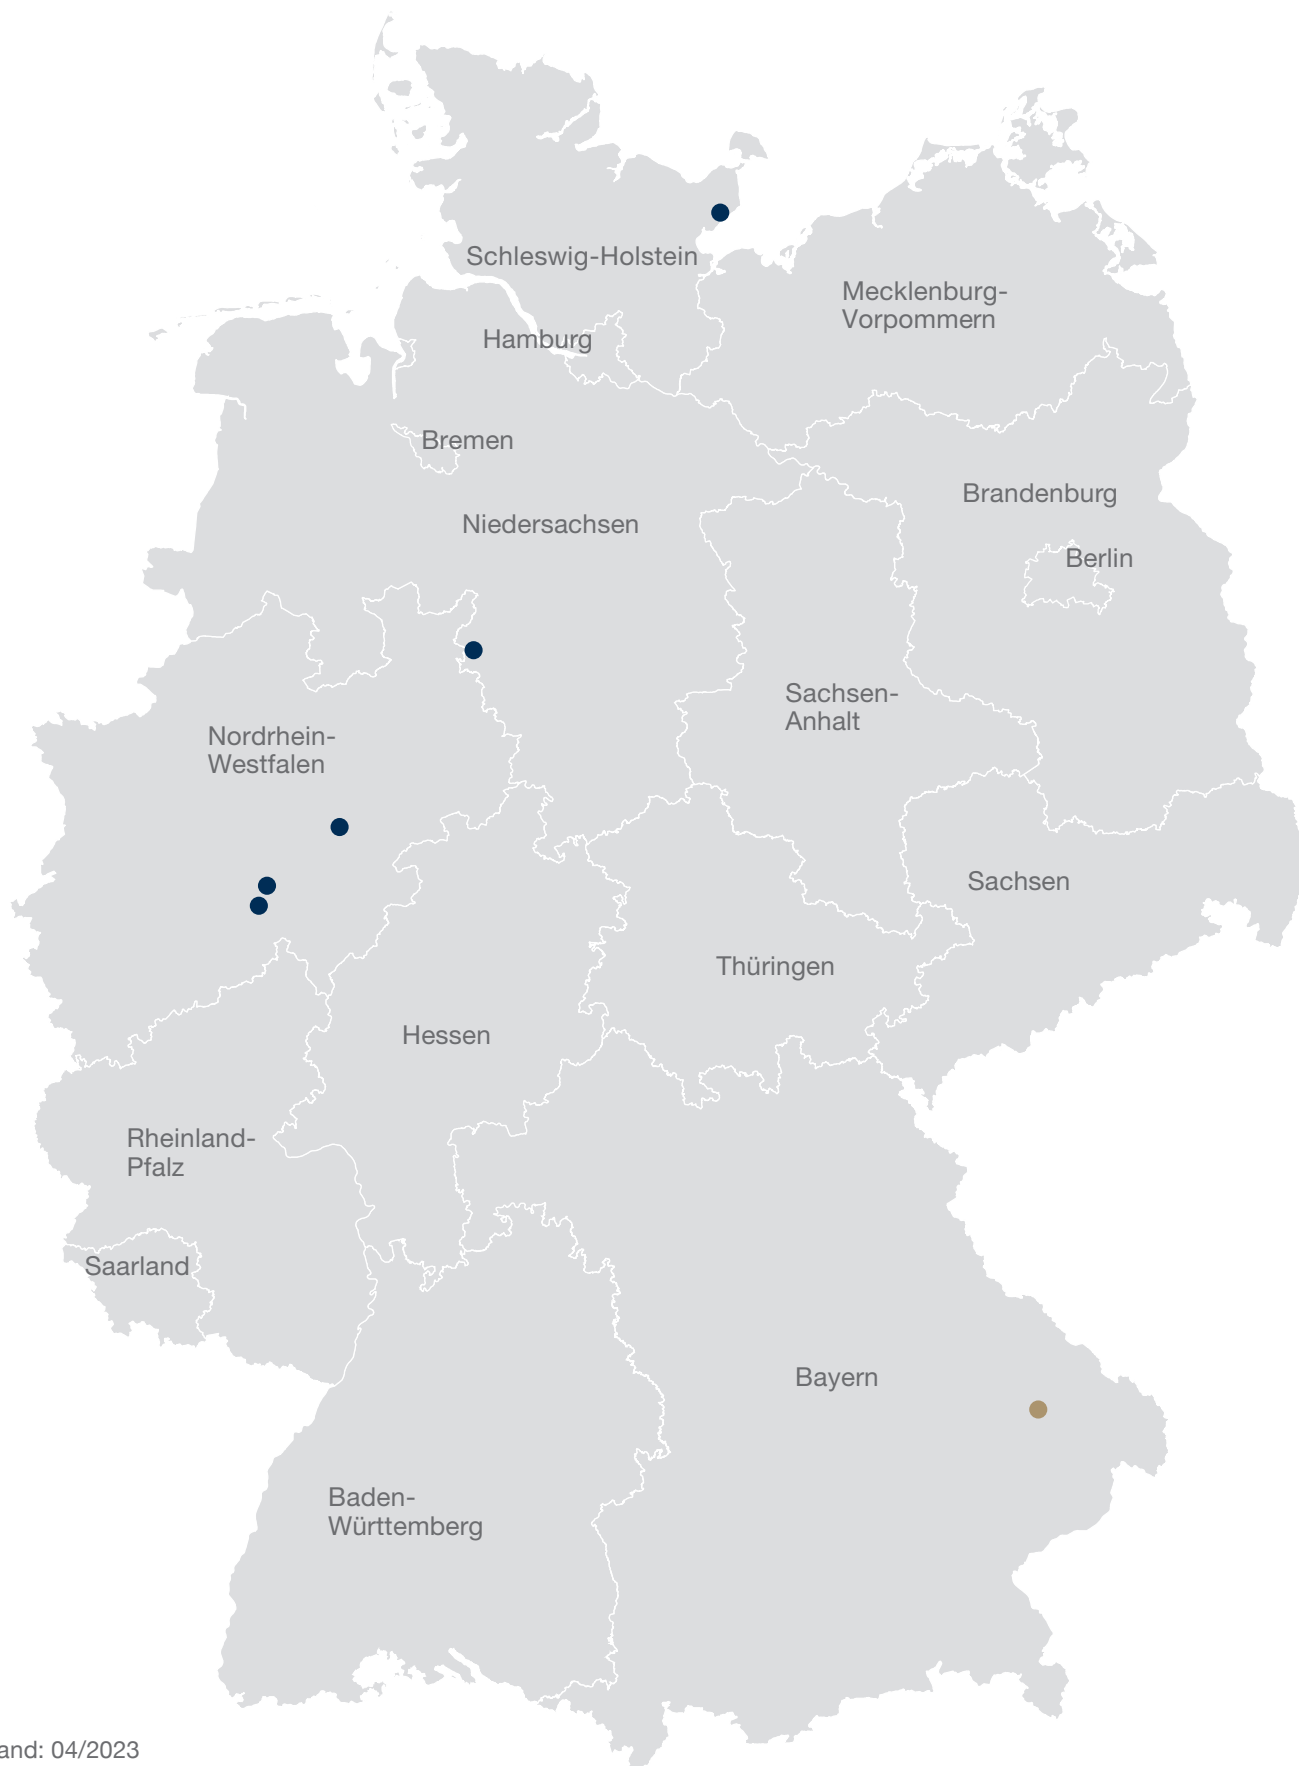 Schleswig-Holstein
Mecklenburg-
Vorpommern
Hamburg
Bremen
Brandenburg
Niedersachsen
Berlin
Sachsen-
Anhalt
Nordrhein-
Westfalen
Sachsen
Thüringen
Hessen
Rheinland-
Pfalz
Saarland
Bayern
Baden-
Württemberg
and: 04/2023